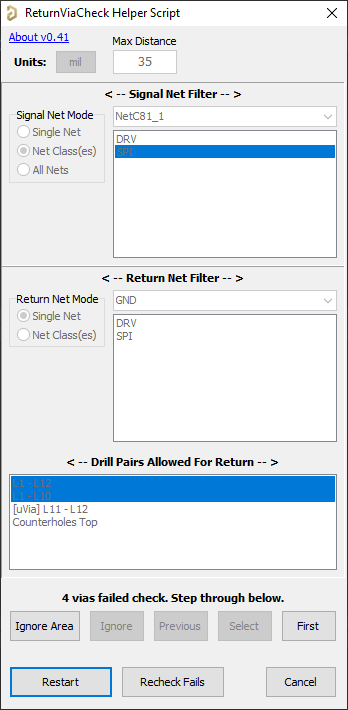 ReturnViaCheck Helper Script
About v0.41
Max Distance
Units: mil 35
< -- Signal Net Filter -- >
Signal Net Mode
NetC81_1
Single Net
Net Class(es)
All Nets
DRV
SPI
< -- Return Net Filter -- >
Return Net Mode
GND
Single Net
Net Class(es)
DRV
SPI
< -- Drill Pairs Allowed For Return -- >
L1 - L12
L1 - L10
[uVia] L11 - L12
Counterholes Top
4 vias failed check. Step through below.
Ignore Area Ignore Previous Select First
Restart Recheck Fails Cancel